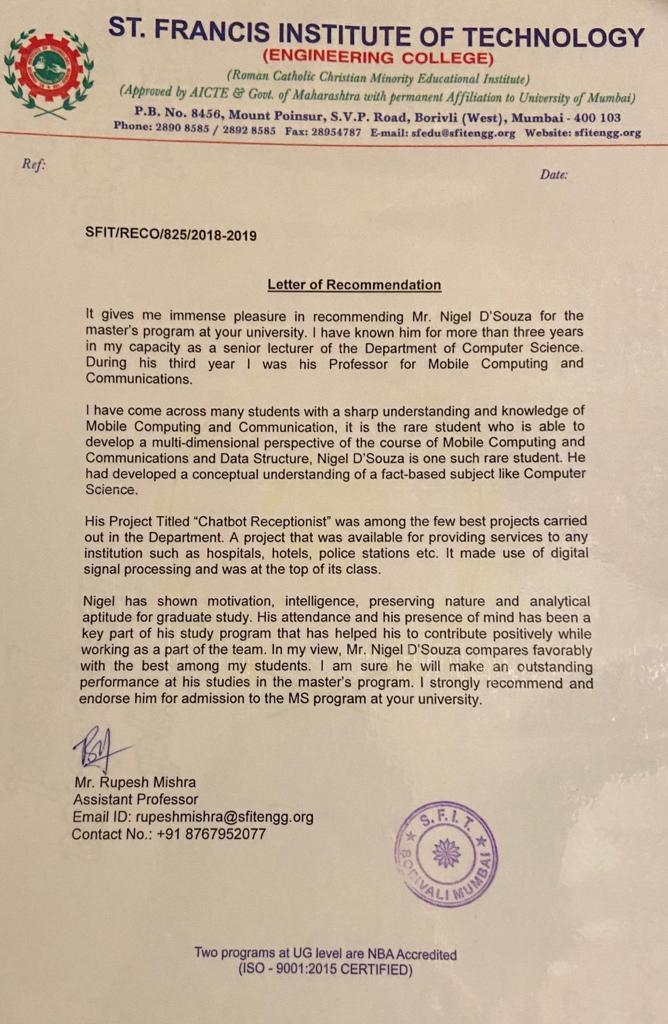 ST. FRANCIS INSTITUTE OF TECHNOLOGY
(ENGINEERING COLLEGE)
(Roman Catholic Christian Minority Educational Institute)
(Approved by AICTE & Govt. of Maharashtra with permanent Affiliation to University of Mumbai)
P.B. No. 8456, Mount Poinsur, S.V.P. Road, Borivli (West), Mumbai - 400 103
Phone: 2890 8585 / 2892 8585 Fax: 28954787 E-mail: sfedu@sfitengg.org Website: sfitengg.org
Ref:
Date:
SFIT/RECO/825/2018-2019
Letter of Recommendation
It gives me immense pleasure in recommending Mr. Nigel D'Souza for the
master's program at your university. I have known him for more than three years
in my capacity as a senior lecturer of the Department of Computer Science.
During his third year I was his Professor for Mobile Computing and
Communications.
I have come across many students with a sharp understanding and knowledge of
Mobile Computing and Communication, it is the rare student who is able to
develop a multi-dimensional perspective of the course of Mobile Computing and
Communications and Data Structure, Nigel D'Souza is one such rare student. He
had developed a conceptual understanding of a fact-based subject like Computer
Science.
His Project Titled "Chatbot Receptionist" was among the few best projects carried
out in the Department. A project that was available for providing services to any
institution such as hospitals, hotels, police stations etc. It made use of digital
signal processing and was at the top of its class.
Nigel has shown motivation, intelligence, preserving nature and analytical
aptitude for graduate study. His attendance and his presence of mind has been a
key part of his study program that has helped his to contribute positively while
working as a part of the team. In my view, Mr. Nigel D'Souza compares favorably
with the best among my students. I am sure he will make an outstanding
performance at his studies in the master's program. I strongly recommend and
endorse him for admission to the MS program at your university.
Mr. Rupesh Mishra
Assistant Professor
Email ID: rupeshmishra@sfitengg.org
Contact No.: +91 8767952077
S.F.I.T.
BORIVALI MUMBAI
Two programs at UG level are NBA Accredited
(ISO - 9001:2015 CERTIFIED)